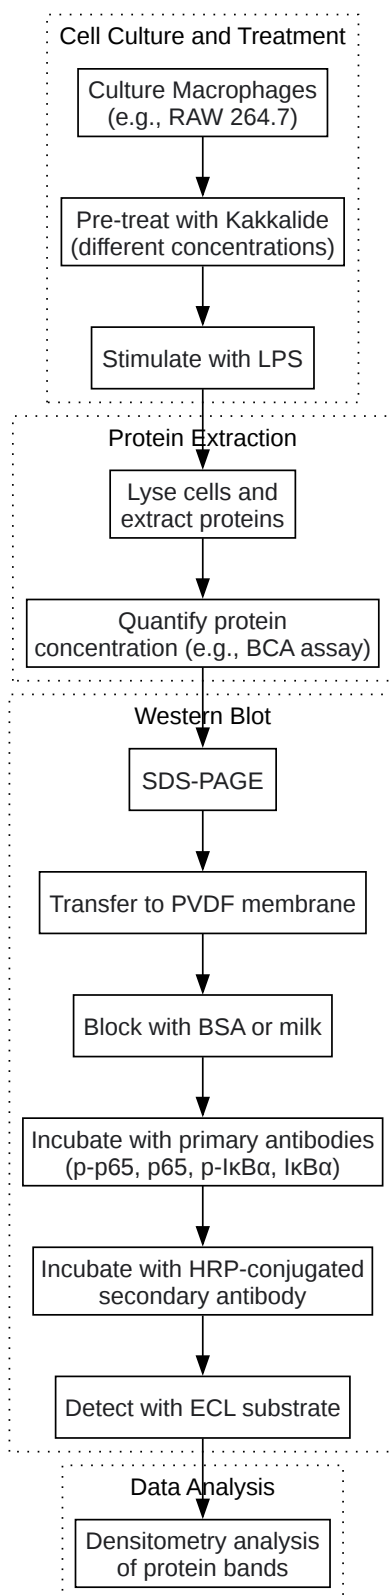 Cell Culture and Treatment
Culture Macrophages
(e.g., RAW 264.7)
Pre-treat with Kakkalide
(different concentrations)
Stimulate with LPS
Protein Extraction
Lyse cells and
extract proteins
Quantify protein
concentration (e.g., BCA assay)
Western Blot
SDS-PAGE
Transfer to PVDF membrane
Block with BSA or milk
Incubate with primary antibodies
(p-p65, p65, p-IκBα, IκBα)
Incubate with HRP-conjugated
secondary antibody
Detect with ECL substrate
Data Analysis
Densitometry analysis
of protein bands